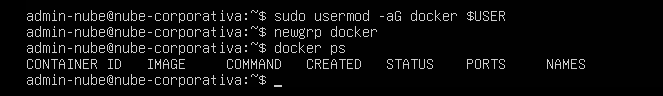 admin-nube@nube-corporativa:~$ sudo usermod -aG docker $USER
admin-nube@nube-corporativa:~$ newgrp docker
admin-nube@nube-corporativa:~$ docker ps
CONTAINER ID   IMAGE     COMMAND   CREATED   STATUS    PORTS     NAMES
admin-nube@nube-corporativa:~$ _